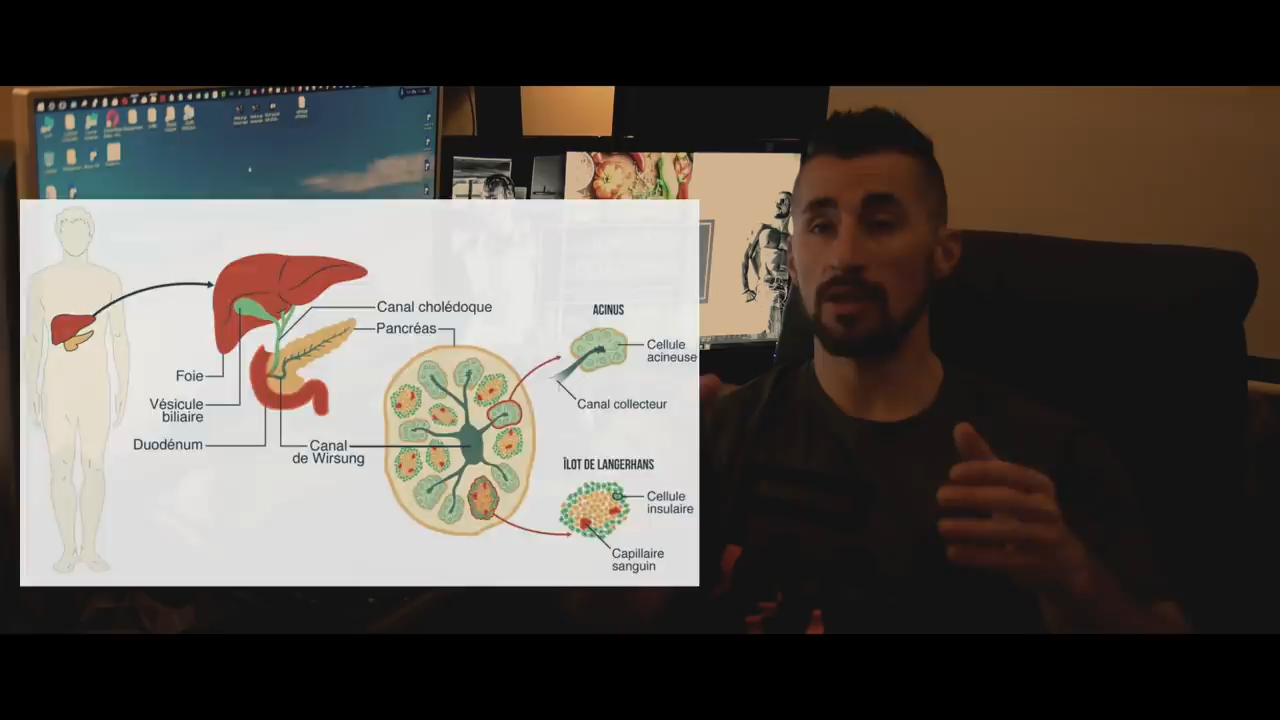 Canal cholédoque
Pancréas
Foie
Vésicule
biliaire
Duodénum
Canal
de Wirsung
ACINUS
Cellule
acineuse
Canal collecteur
ÎLOT DE LANGERHANS
Cellule
insulaire
Capillaire
sanguin